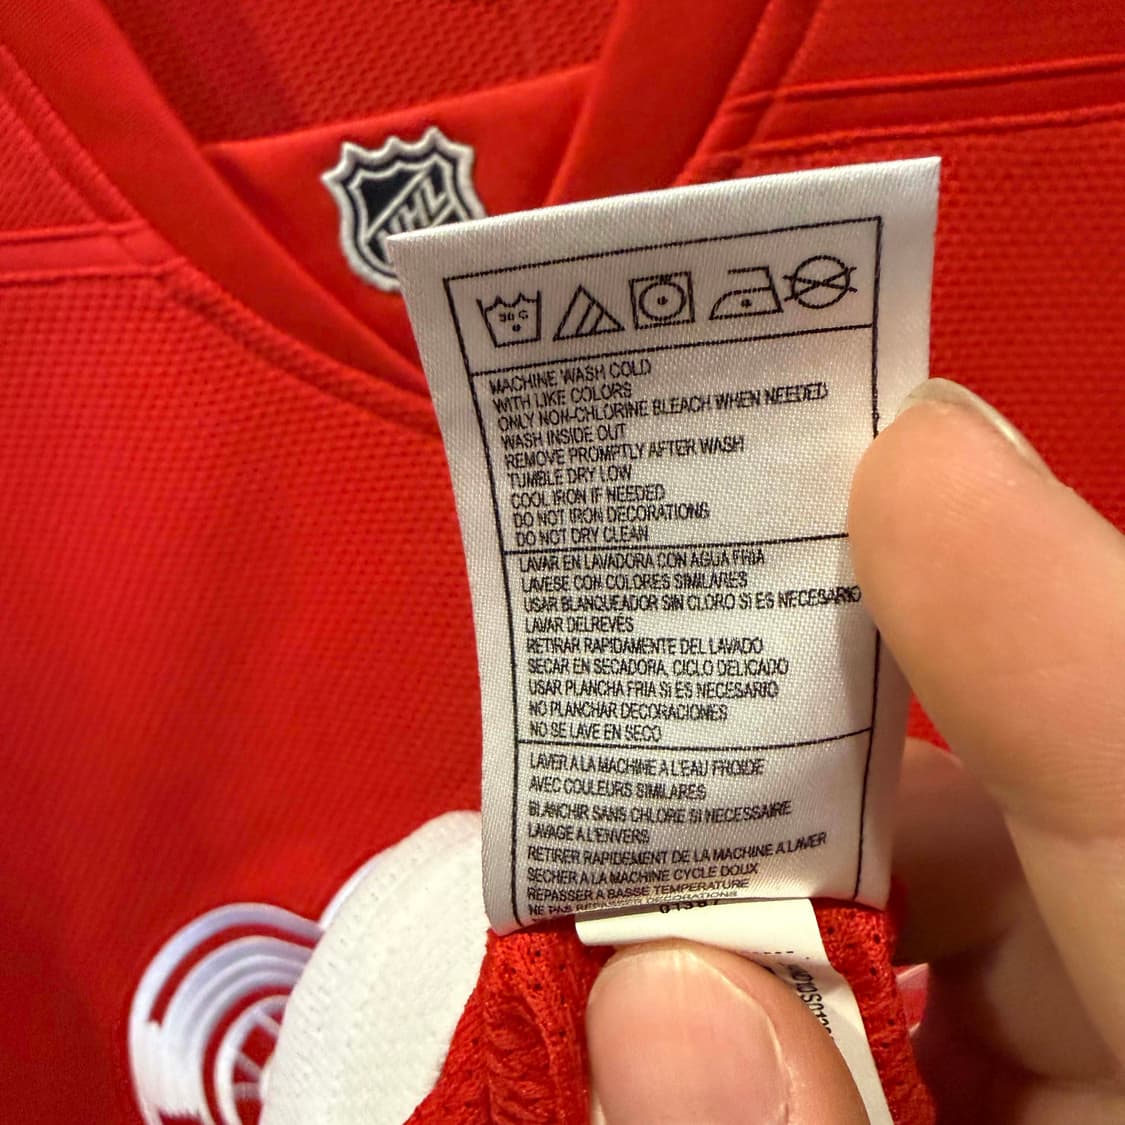 NHL
30 C
MACHINE WASH COLD
WITH LIKE COLORS
ONLY NON-CHLORINE BLEACH WHEN NEEDED
WASH INSIDE OUT
REMOVE PROMPTLY AFTER WASH
TUMBLE DRY LOW
COOL IRON IF NEEDED
DO NOT IRON DECORATIONS
DO NOT DRY CLEAN
LAVAR EN LAVADORA CON AGUA FRIA
LAVESE CON COLORES SIMILARES
USAR BLANQUEADOR SIN CLORO SI ES NECESARIO
LAVAR DELREVES
RETIRAR RAPIDAMENTE DEL LAVADO
SECAR EN SECADORA, CICLO DELICADO
USAR PLANCHA FRIA SI ES NECESARIO
NO PLANCHAR DECORACIONES
NO SE LAVE EN SECO
LAVER A LA MACHINE A L'EAU FROIDE
AVEC COULEURS SIMILARES
BLANCHIR SANS CHLORE SI NECESSAIRE
LAVAGE A L'ENVERS
RETIRER RAPIDEMENT DE LA MACHINE A LAVER
SECHER A LA MACHINE CYCLE DOUX
REPASSER A BASSE TEMPERATURE
NE PAS REPASSER DECORATIONS